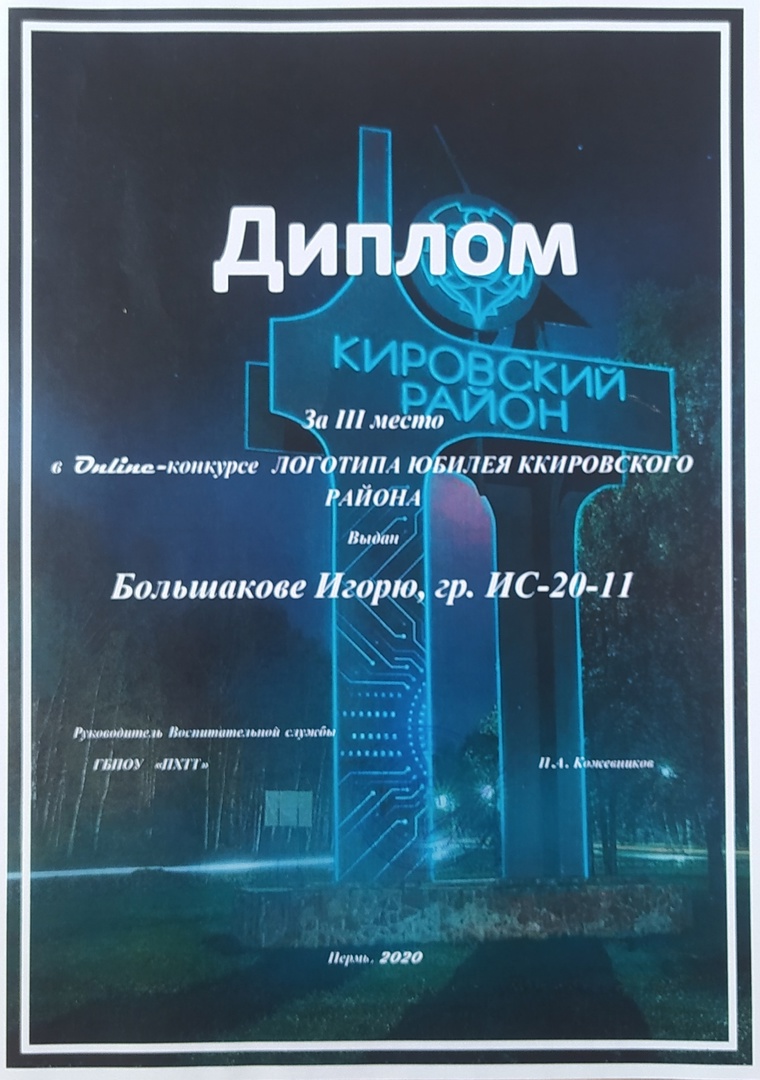 Диплом
КИРОВСКИЙ
РАЙОН
За III место
в Online-конкурсе ЛОГОТИПА ЮБИЛЕЯ ККИРОВСКОГО
РАЙОНА
Выдан
Большакове Игорю, гр. ИС-20-11
Руководитель Воспитательной службы
ГБПОУ «ПХТТ» П.А. Кожевников
Пермь, 2020